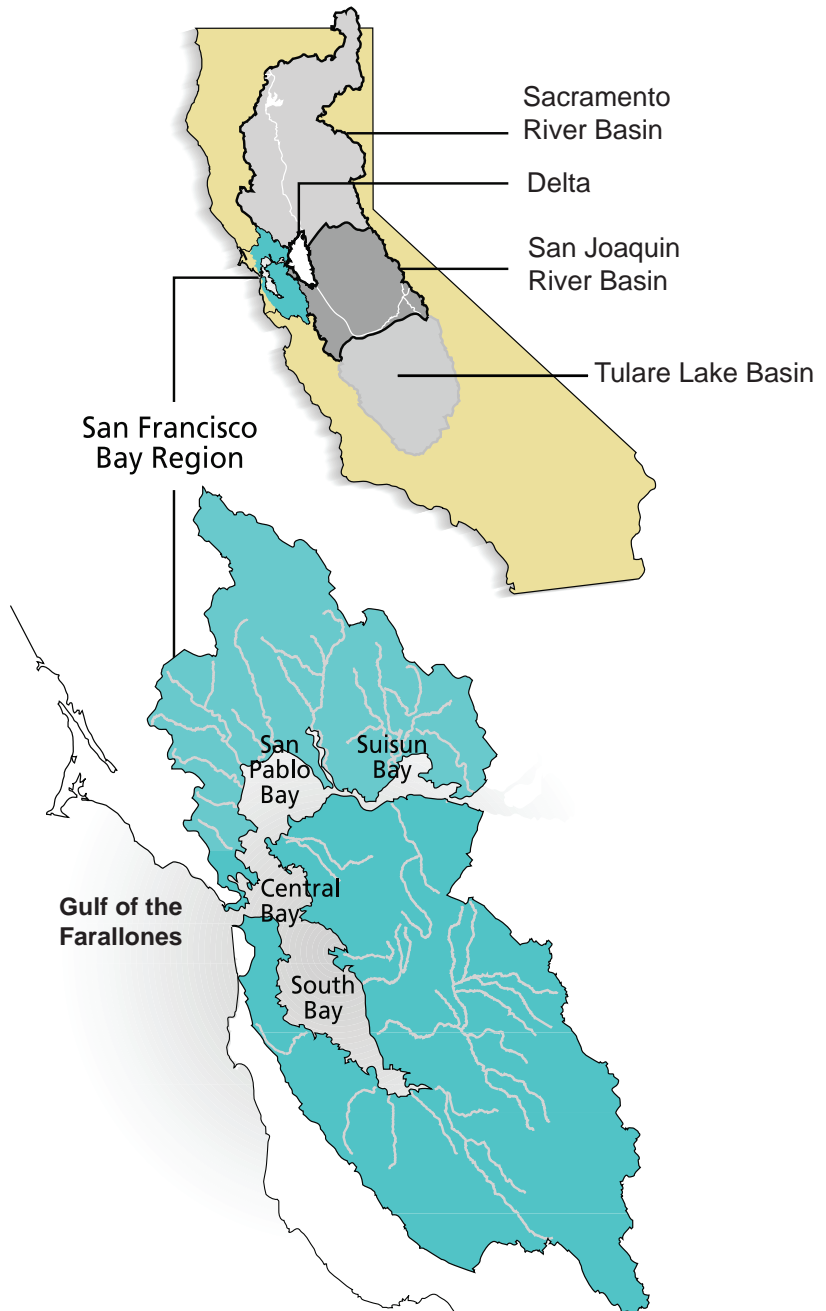 Sacramento
River Basin
Delta
San Joaquin
River Basin
Tulare Lake Basin
San Francisco
Bay Region
San
Pablo
Bay
Suisun
Bay
Central
Bay
Gulf of the
Farallones
South
Bay